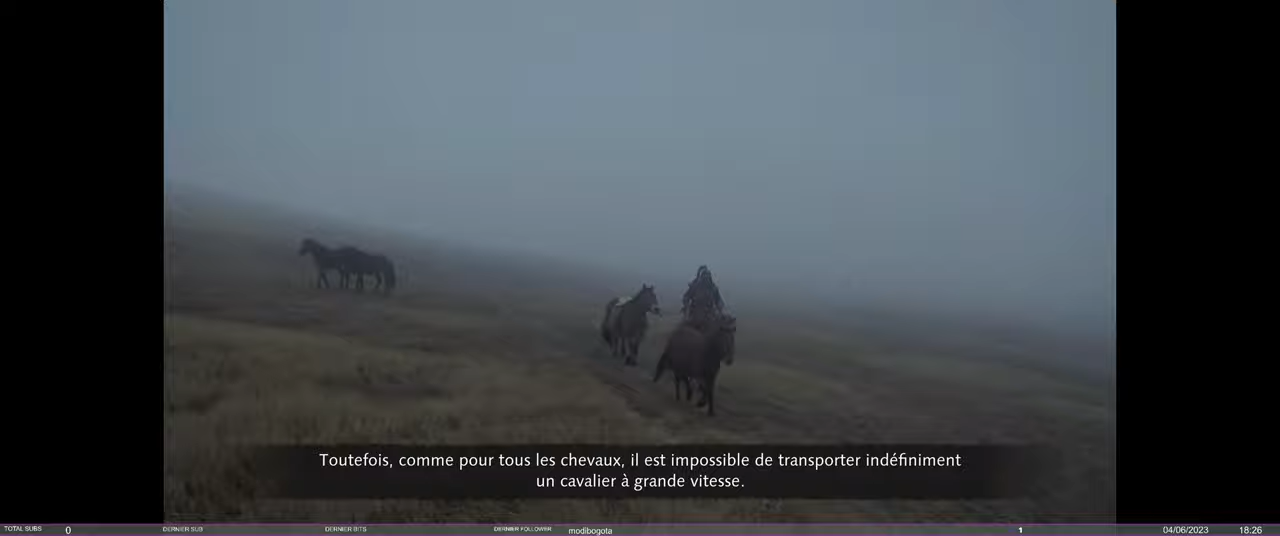 Toutefois, comme pour tous les chevaux, il est impossible de transporter indéfiniment
un cavalier à grande vitesse.
TOTAL SUBS 0 DERNIER SUB DERNIER BITS DERNIER FOLLOWER modibogota 1 04/06/2023 18:26